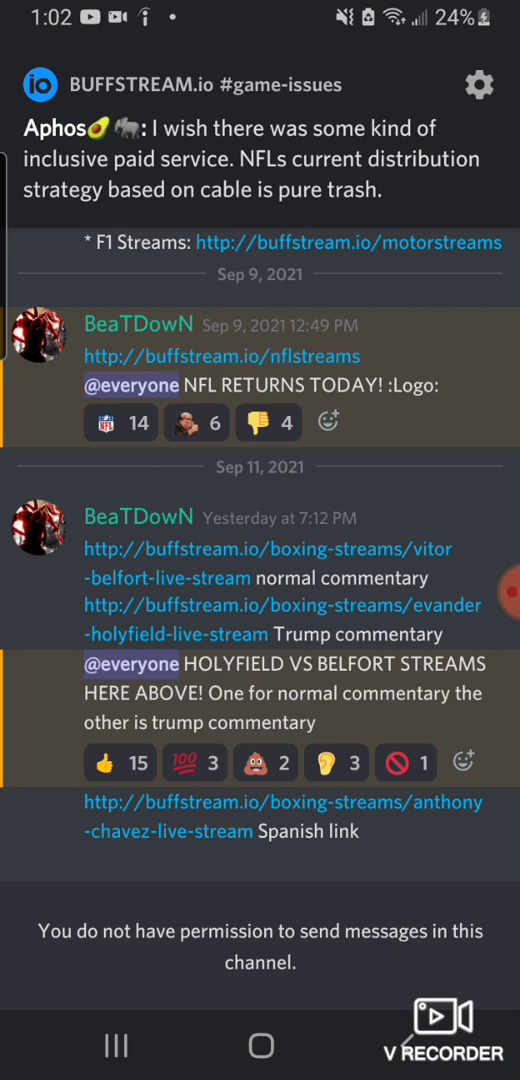 1:02 24%
BUFFSTREAM.io #game-issues
Aphos🥑🐘: I wish there was some kind of
inclusive paid service. NFLs current distribution
strategy based on cable is pure trash.
* F1 Streams: http://buffstream.io/motorstreams
Sep 9, 2021
BeaTDowN Sep 9, 2021 12:49 PM
http://buffstream.io/nflstreams
@everyone NFL RETURNS TODAY! :Logo:
NFL 14 6 👎 4
Sep 11, 2021
BeaTDowN Yesterday at 7:12 PM
http://buffstream.io/boxing-streams/vitor
-belfort-live-stream normal commentary
http://buffstream.io/boxing-streams/evander
-holyfield-live-stream Trump commentary
@everyone HOLYFIELD VS BELFORT STREAMS
HERE ABOVE! One for normal commentary the
other is trump commentary
👍 15 💯 3 💩 2 👂 3 🚫 1
http://buffstream.io/boxing-streams/anthony
-chavez-live-stream Spanish link
You do not have permission to send messages in this
channel.
V RECORDER